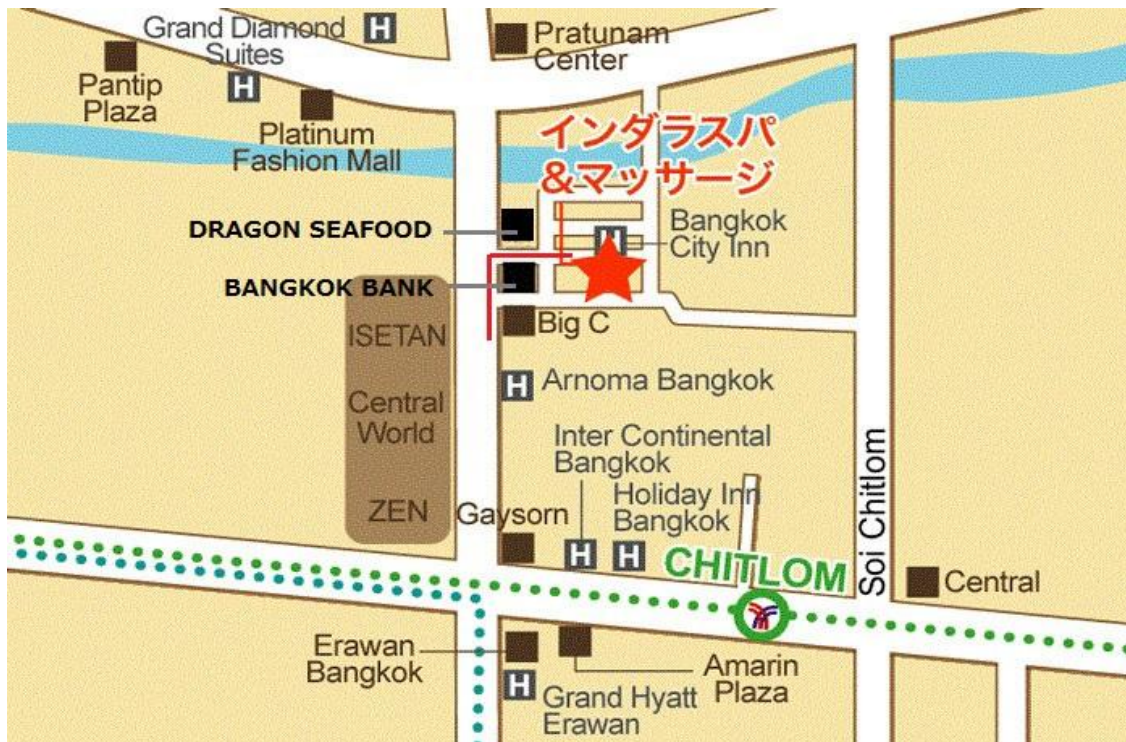 Grand Diamond
Suites
H
Pratunam
Center
Pantip
Plaza
H
Platinum
Fashion Mall
インダラスパ
&マッサージ
DRAGON SEAFOOD
H
Bangkok
City Inn
BANGKOK BANK
Big C
ISETAN
H
Arnoma Bangkok
Central
World
Inter Continental
Bangkok
Holiday Inn
Bangkok
ZEN
Gaysorn
H
H
CHITLOM
Soi Chitlom
Central
Erawan
Bangkok
Amarin
Plaza
H
Grand Hyatt
Erawan